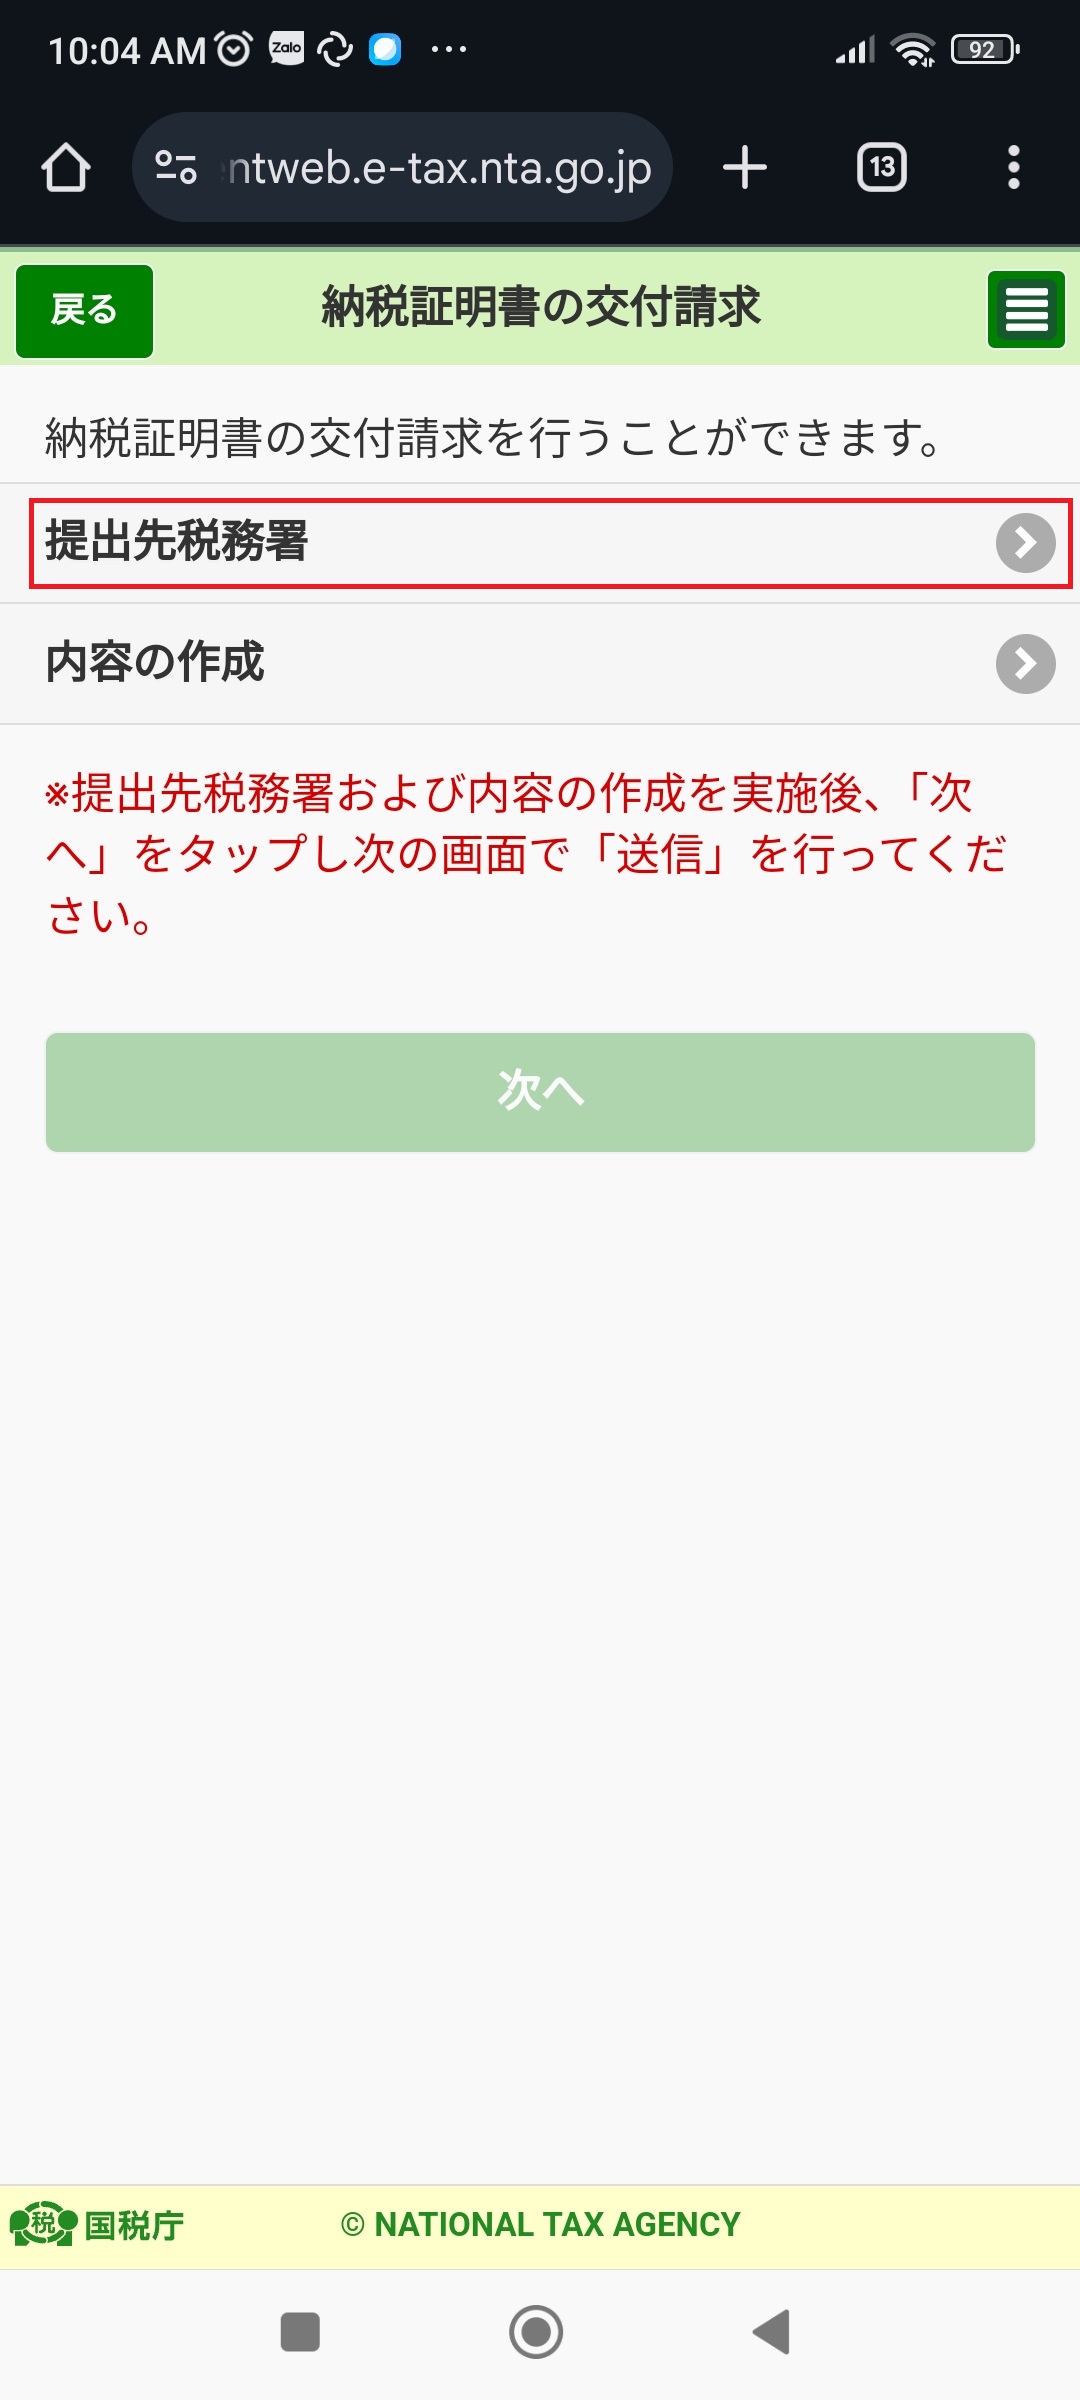 10:04 AM Zalo 92
ntweb.e-tax.nta.go.jp 13
戻る 納税証明書の交付請求
納税証明書の交付請求を行うことができます。
提出先税務署
内容の作成
※提出先税務署および内容の作成を実施後、「次
へ」をタップし次の画面で「送信」を行ってくだ
さい。
次へ
税 国税庁 © NATIONAL TAX AGENCY